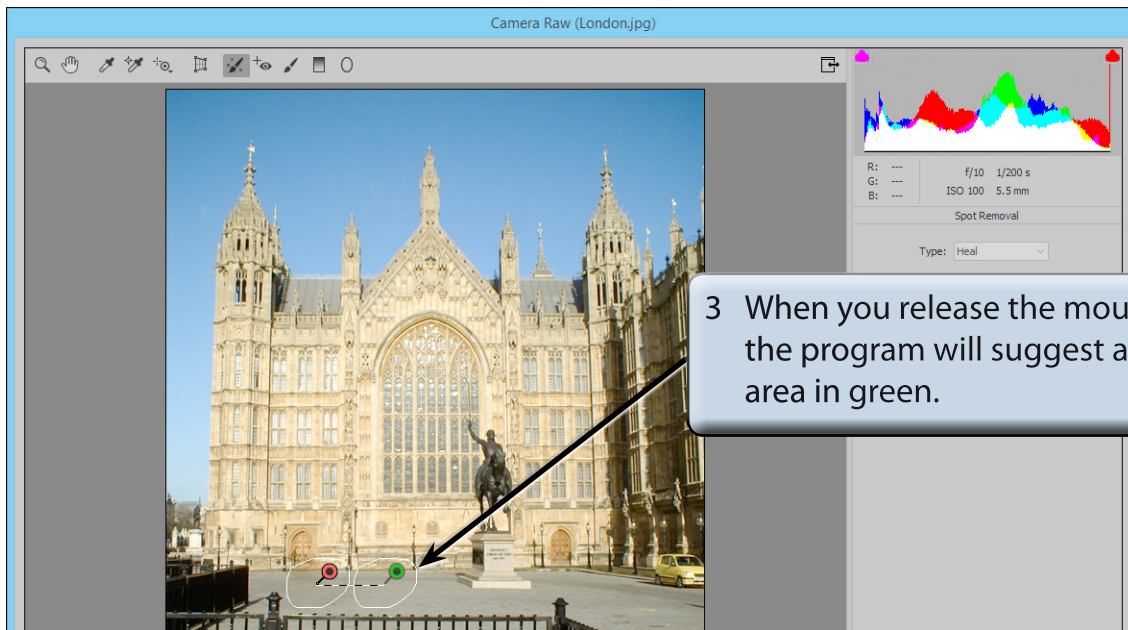 Camera Raw (London.jpg)
R: ---
G: ---
B: ---
f/10 1/200 s
ISO 100 5.5 mm
Spot Removal
Type: Heal
3 When you release the mou
the program will suggest a
area in green.